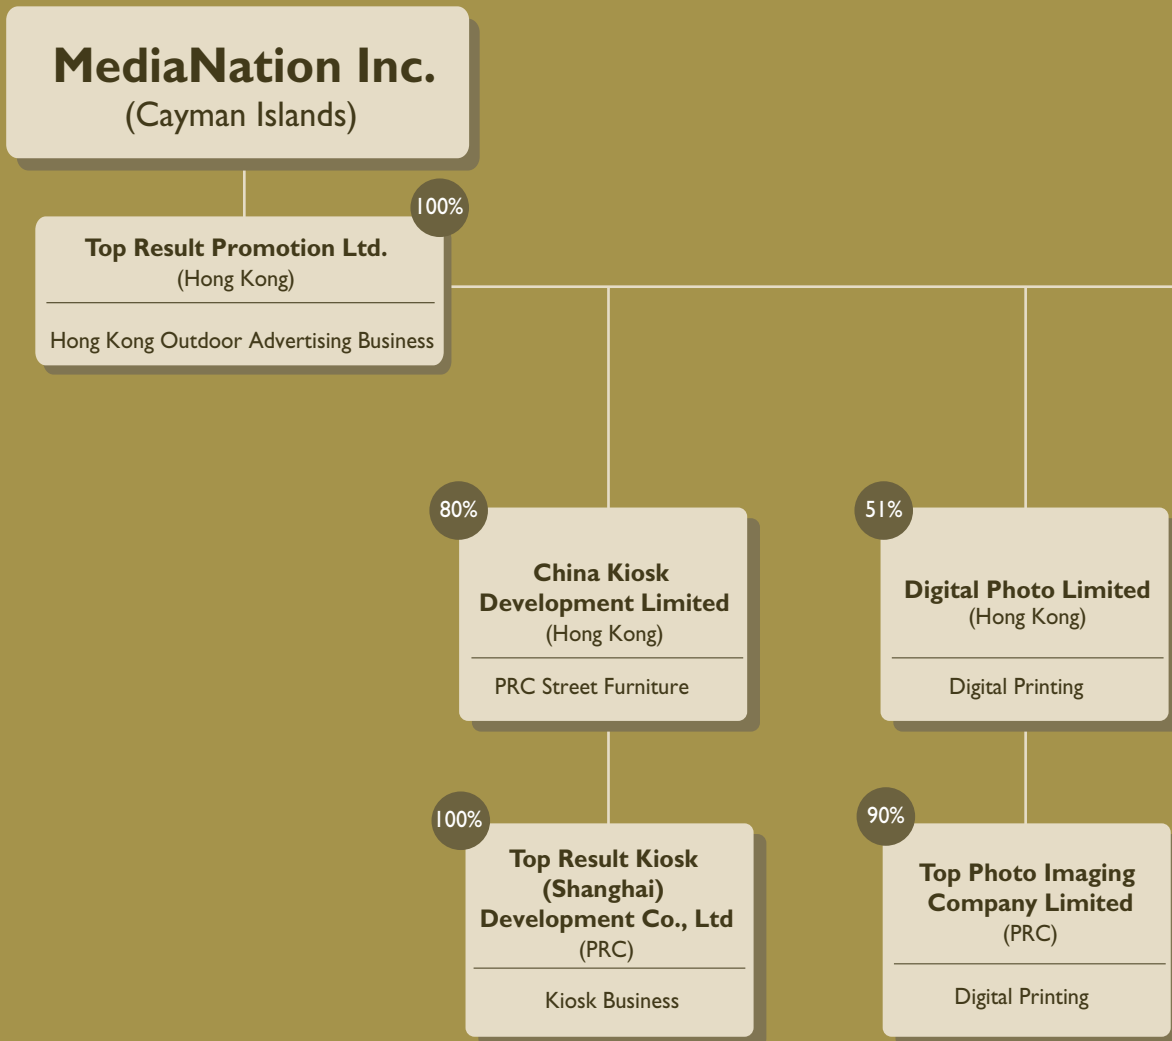 MediaNation Inc.
(Cayman Islands)
100%
Top Result Promotion Ltd.
(Hong Kong)
Hong Kong Outdoor Advertising Business
80%
China Kiosk
Development Limited
(Hong Kong)
PRC Street Furniture
51%
Digital Photo Limited
(Hong Kong)
Digital Printing
100%
Top Result Kiosk
(Shanghai)
Development Co., Ltd
(PRC)
Kiosk Business
90%
Top Photo Imaging
Company Limited
(PRC)
Digital Printing